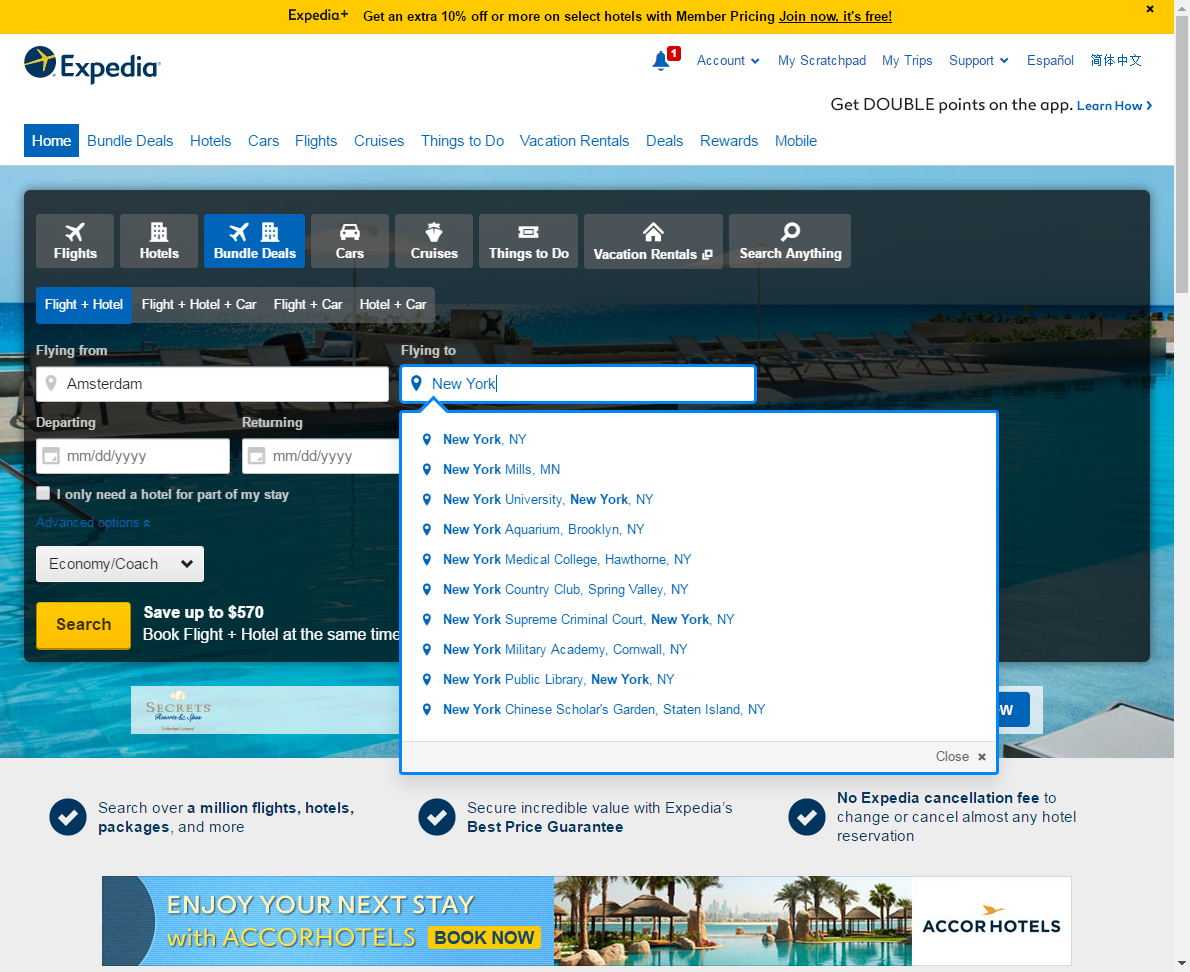 Expedia+ Get an extra 10% off or more on select hotels with Member Pricing Join now, it's free!
Expedia
1
Account My Scratchpad My Trips Support Español 简体中文
Get DOUBLE points on the app. Learn How
Home Bundle Deals Hotels Cars Flights Cruises Things to Do Vacation Rentals Deals Rewards Mobile
Flights Hotels Bundle Deals Cars Cruises Things to Do Vacation Rentals Search Anything
Flight + Hotel Flight + Hotel + Car Flight + Car Hotel + Car
Flying from Flying to
Amsterdam New York
Departing Returning
mm/dd/yyyy mm/dd/yyyy
I only need a hotel for part of my stay
Advanced options
Economy/Coach
Search
Save up to $570
Book Flight + Hotel at the same time
New York, NY
New York Mills, MN
New York University, New York, NY
New York Aquarium, Brooklyn, NY
New York Medical College, Hawthorne, NY
New York Country Club, Spring Valley, NY
New York Supreme Criminal Court, New York, NY
New York Military Academy, Cornwall, NY
New York Public Library, New York, NY
New York Chinese Scholar's Garden, Staten Island, NY
Close
SECRETS
Resorts & Spas
Unlimited Luxury
W
Search over a million flights, hotels,
packages, and more
Secure incredible value with Expedia's
Best Price Guarantee
No Expedia cancellation fee to
change or cancel almost any hotel
reservation
ENJOY YOUR NEXT STAY
with ACCORHOTELS BOOK NOW
ACCORHOTELS